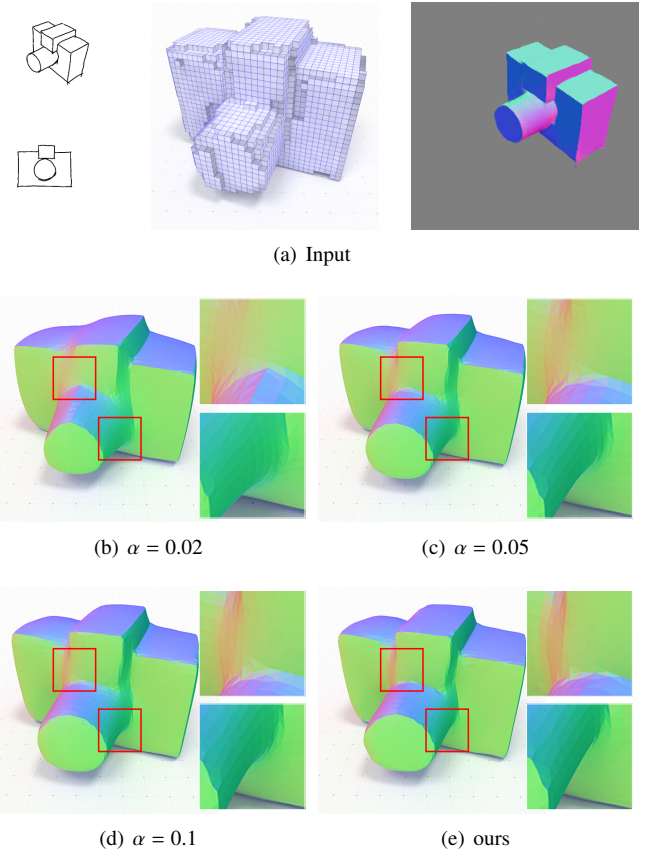 (a) Input
(b) α = 0.02
(c) α = 0.05
(d) α = 0.1
(e) ours